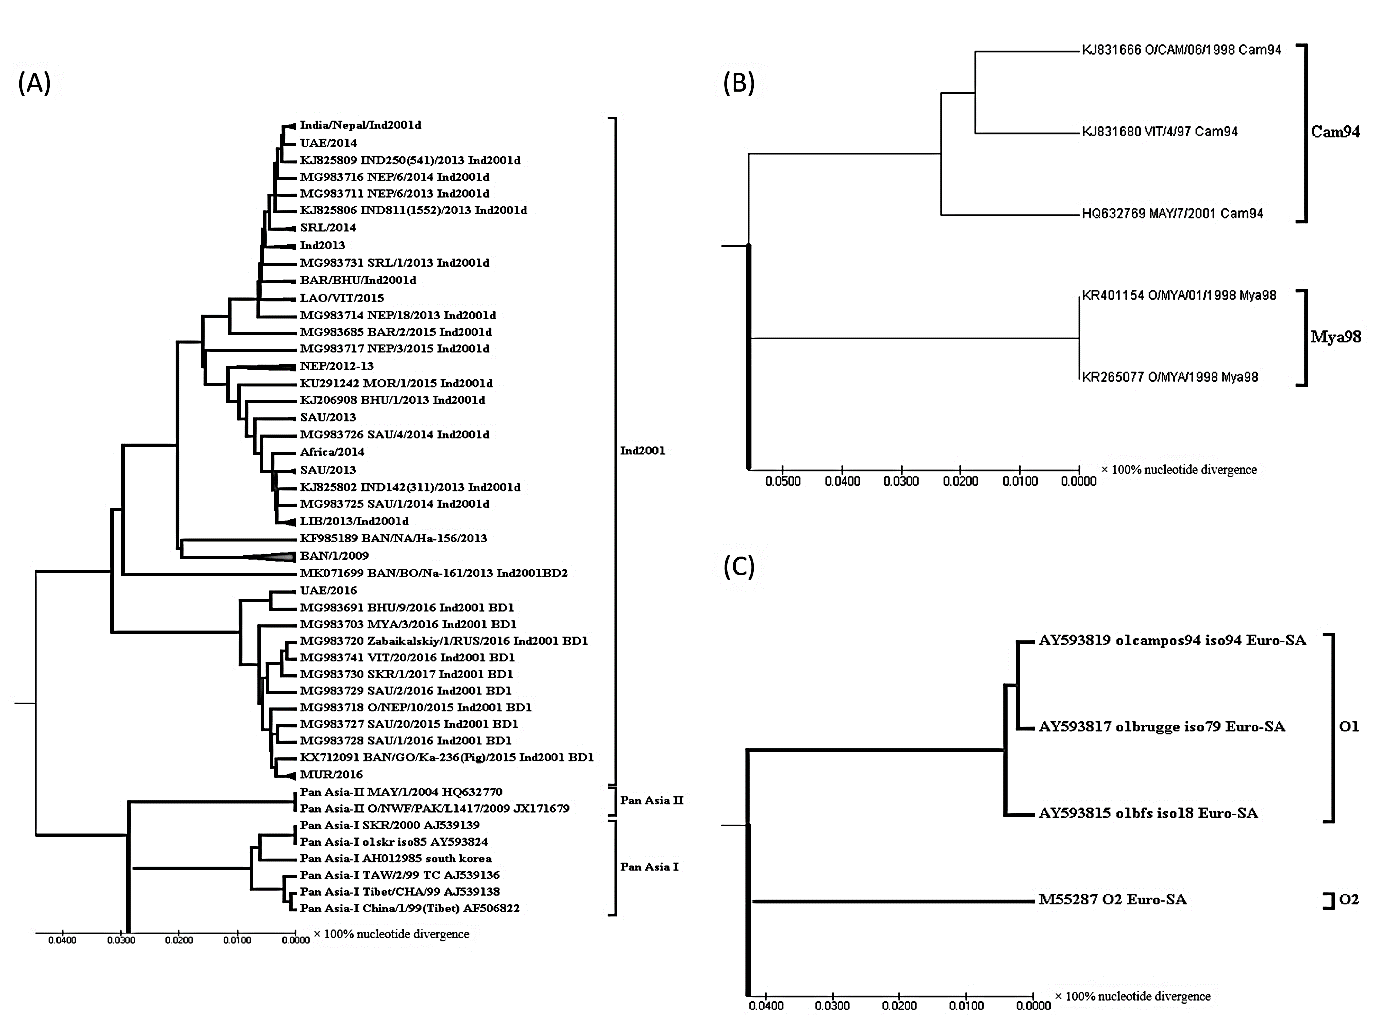 (A)
India/Nepal/Ind2001d
UAE/2014
KJ825809 IND250(541)/2013 Ind2001d
MG983716 NEP/6/2014 Ind2001d
MG983711 NEP/6/2013 Ind2001d
KJ825806 IND811(1552)/2013 Ind2001d
SRL/2014
Ind2013
MG983731 SRL/1/2013 Ind2001d
BAR/BHU/Ind2001d
LAO/VIT/2015
MG983714 NEP/18/2013 Ind2001d
MG983685 BAR/2/2015 Ind2001d
MG983717 NEP/3/2015 Ind2001d
NEP/2012-13
KU291242 MOR/1/2015 Ind2001d
KJ206908 BHU/1/2013 Ind2001d
SAU/2013
MG983726 SAU/4/2014 Ind2001d
Africa/2014
SAU/2013
KJ825802 IND142(311)/2013 Ind2001d
MG983725 SAU/1/2014 Ind2001d
LIB/2013/Ind2001d
KF985189 BAN/NA/Ha-156/2013
BAN/1/2009
MK071699 BAN/BO/Na-161/2013 Ind2001BD2
UAE/2016
MG983691 BHU/9/2016 Ind2001 BD1
MG983703 MYA/3/2016 Ind2001 BD1
MG983720 Zabaikalskiy/1/RUS/2016 Ind2001 BD1
MG983741 VIT/20/2016 Ind2001 BD1
MG983730 SKR/1/2017 Ind2001 BD1
MG983729 SAU/2/2016 Ind2001 BD1
MG983718 O/NEP/10/2015 Ind2001 BD1
MG983727 SAU/20/2015 Ind2001 BD1
MG983728 SAU/1/2016 Ind2001 BD1
KX712091 BAN/GO/Ka-236(Pig)/2015 Ind2001 BD1
MUR/2016
Ind2001
Pan Asia-II MAY/1/2004 HQ632770
Pan Asia-II O/NWF/PAK/L1417/2009 JX171679
Pan Asia II
Pan Asia-I SKR/2000 AJ539139
Pan Asia-I o1skr iso85 AY593824
Pan Asia-I AH012985 south korea
Pan Asia-I TAW/2/99 TC AJ539136
Pan Asia-I Tibet/CHA/99 AJ539138
Pan Asia-I China/1/99(Tibet) AF506822
Pan Asia I
0.0400 0.0300 0.0200 0.0100 0.0000 × 100% nucleotide divergence
(B)
KJ831666 O/CAM/06/1998 Cam94
KJ831680 VIT/4/97 Cam94
HQ632769 MAY/7/2001 Cam94
Cam94
KR401154 O/MYA/01/1998 Mya98
KR265077 O/MYA/1998 Mya98
Mya98
0.0500 0.0400 0.0300 0.0200 0.0100 0.0000 × 100% nucleotide divergence
(C)
AY593819 o1campos94 iso94 Euro-SA
AY593817 o1brugge iso79 Euro-SA
AY593815 o1bfs iso18 Euro-SA
O1
M55287 O2 Euro-SA
O2
0.0400 0.0300 0.0200 0.0100 0.0000 × 100% nucleotide divergence